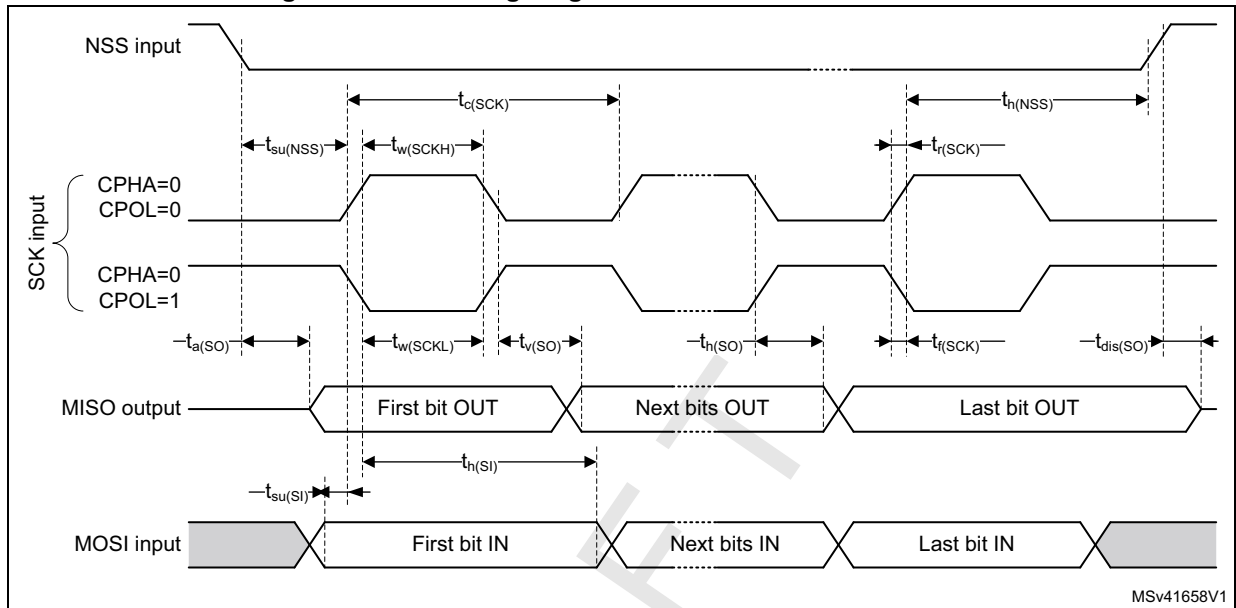 NSS input
tc(SCK)
th(NSS)
tsu(NSS)
tw(SCKH)
tr(SCK)
SCK input
CPHA=0
CPOL=0
CPHA=0
CPOL=1
ta(SO)
tw(SCKL)
tv(SO)
th(SO)
tf(SCK)
tdis(SO)
MISO output
First bit OUT
Next bits OUT
Last bit OUT
th(SI)
tsu(SI)
MOSI input
First bit IN
Next bits IN
Last bit IN
MSv41658V1